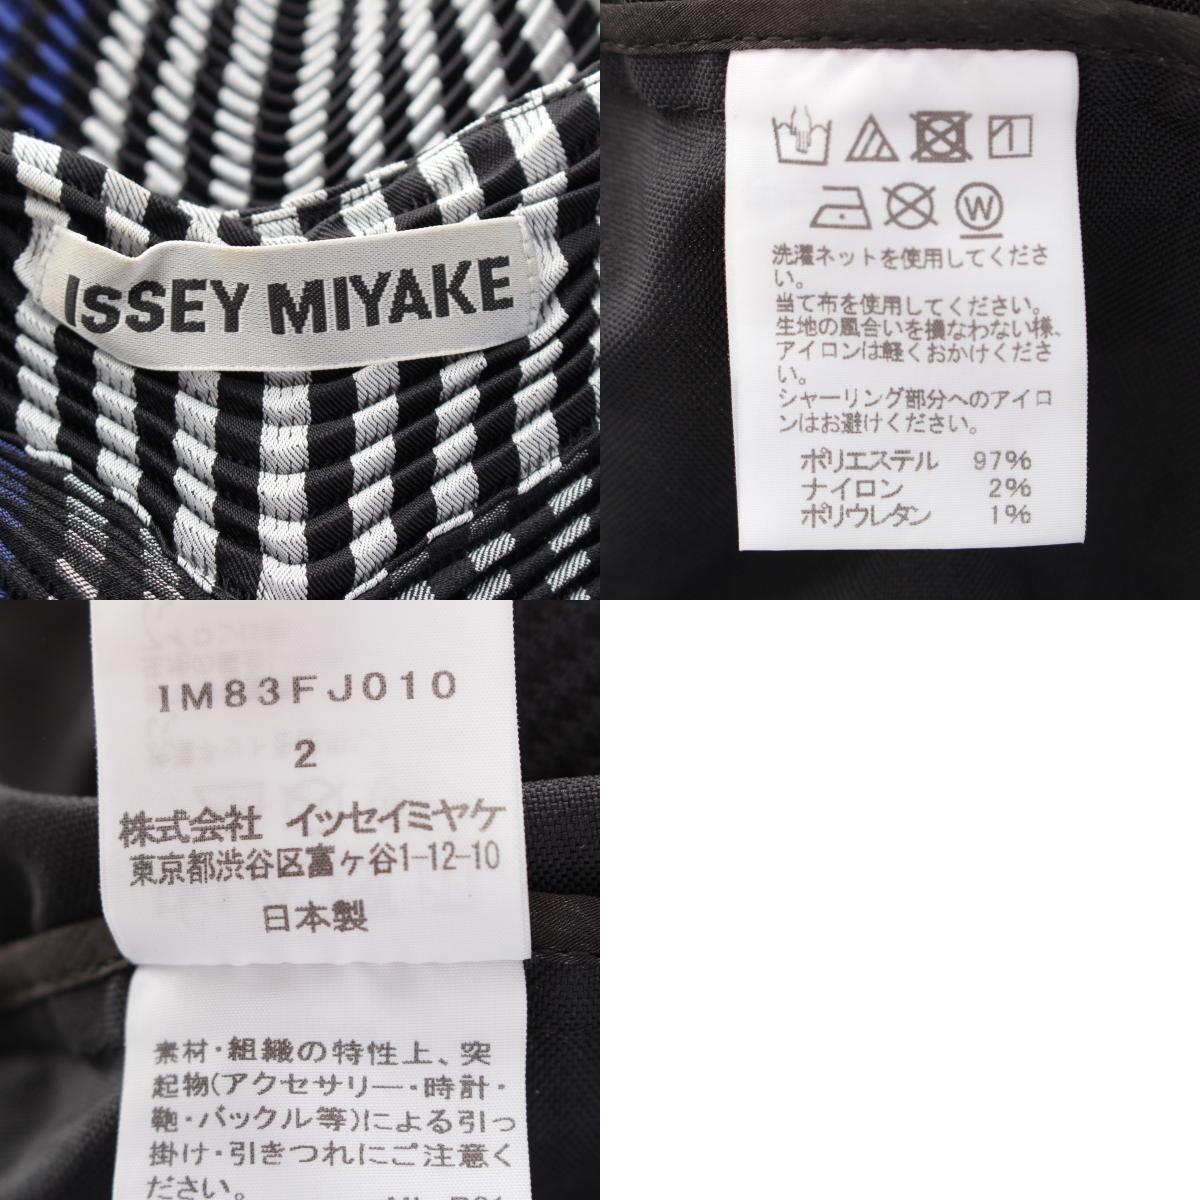 ISSEY MIYAKE
W
洗濯ネットを使用してくださ
い。
当て布を使用してください。
生地の風合いを損なわない様、
アイロンは軽くおかけくださ
い。
シャーリング部分へのアイロ
ンはお避けください。
ポリエステル 97%
ナイロン 2%
ポリウレタン 1%
IM83FJ010
2
株式会社 イッセイミヤケ
東京都渋谷区富ヶ谷1-12-10
日本製
素材・組織の特性上、突
起物(アクセサリー・時計・
鞄・バックル等)による引っ
掛け・引きつれにご注意く
ださい。